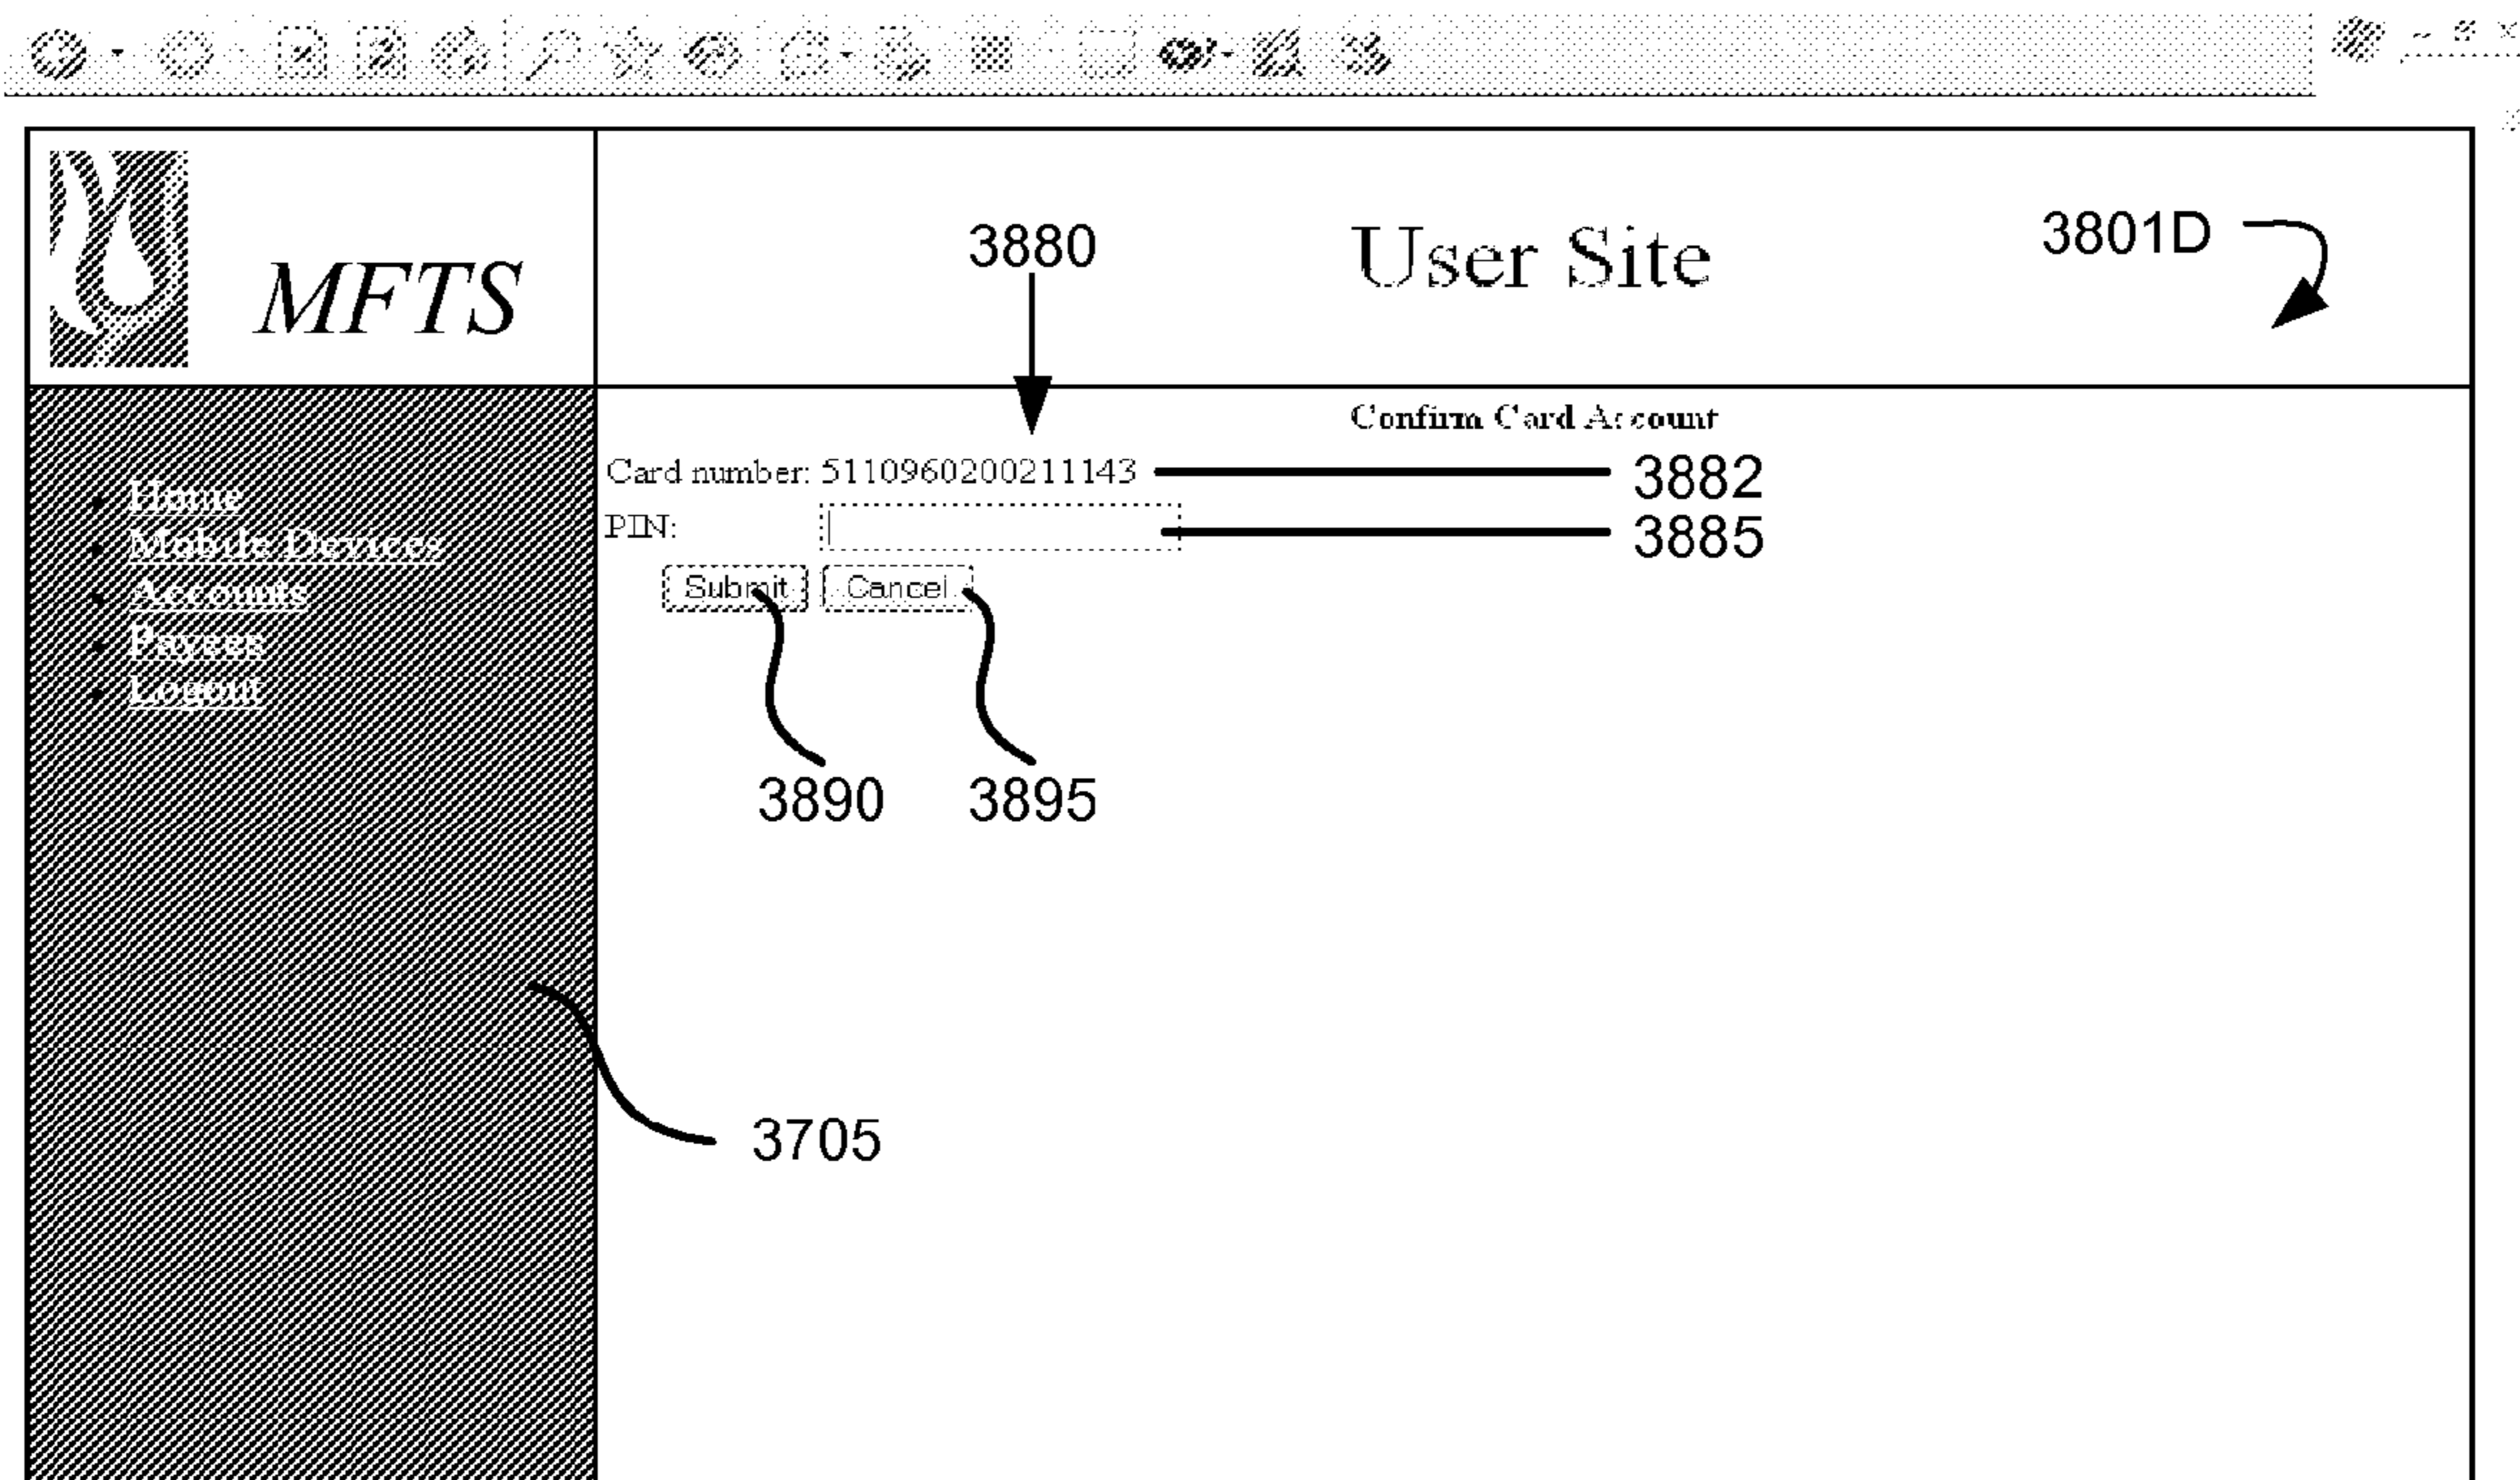 3880
User Site
3801D
MFTS
Confirm Card Account
Card number: 5110960200211143
3882
PIN:
3885
Submit Cancel
Home
Mobile Devices
Accounts
Payees
Logout
3890 3895
3705